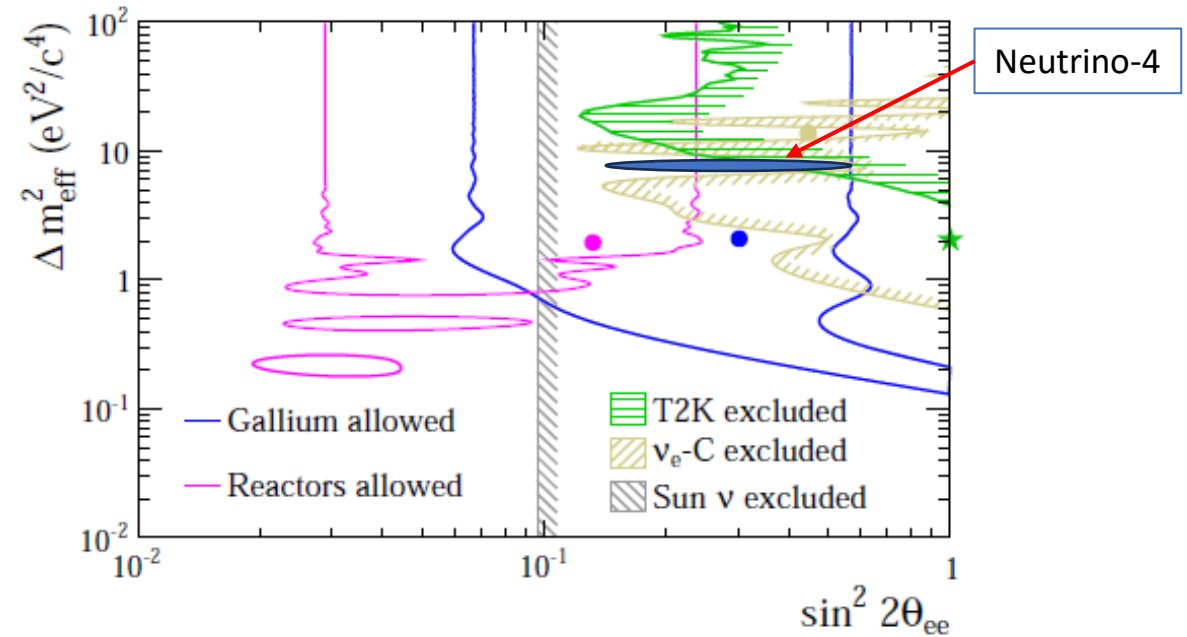 Δ m²eff (eV²/c⁴)
10²
10
1
10⁻¹
10⁻²
Neutrino-4
Gallium allowed
Reactors allowed
T2K excluded
νe-C excluded
Sun ν excluded
10⁻²
10⁻¹
1
sin² 2θee